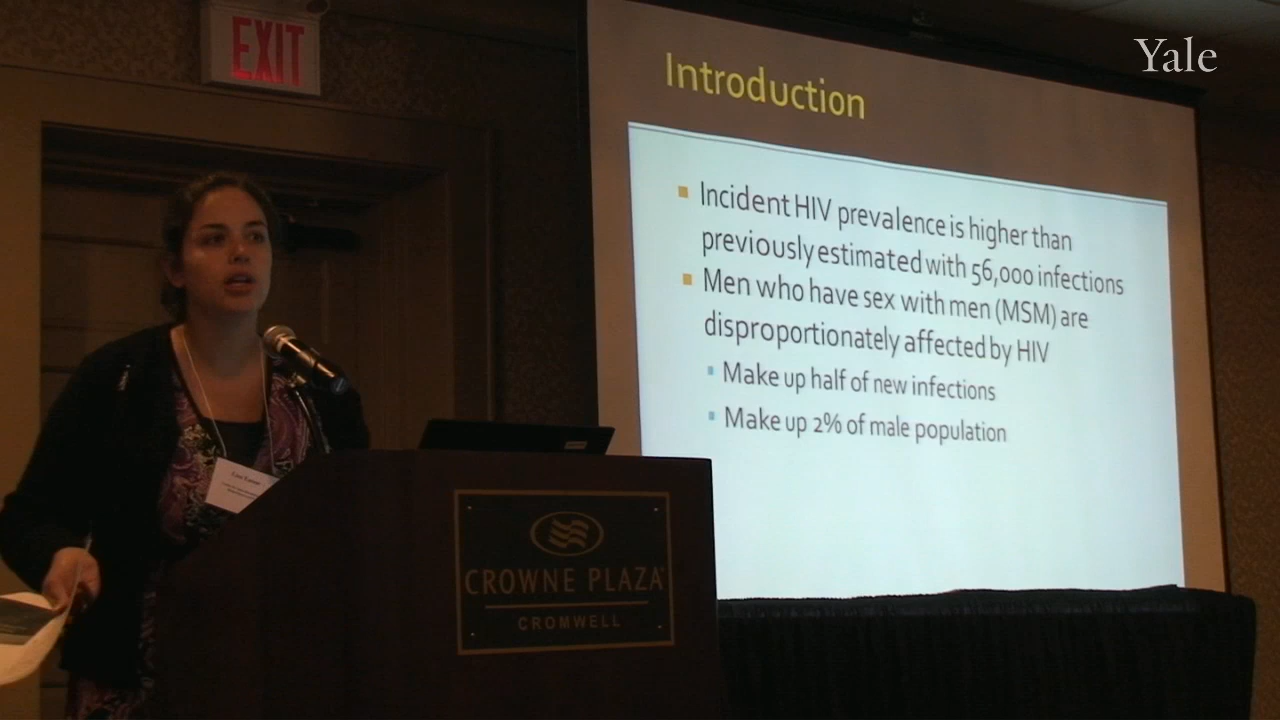 EXIT
Yale
Introduction
Incident HIV prevalence is higher than
previously estimated with 56,000 infections
Men who have sex with men (MSM) are
disproportionately affected by HIV
Make up half of new infections
Make up 2% of male population
CROWNE PLAZA
CROMWELL